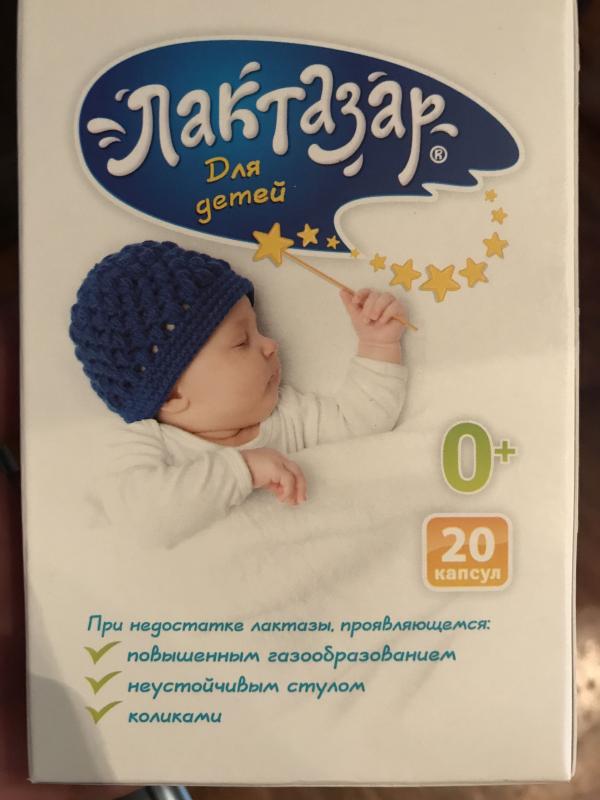 Лактазар®
Для
детей
0+
20
капсул
При недостатке лактазы, проявляющемся:
повышенным газообразованием
неустойчивым стулом
коликами